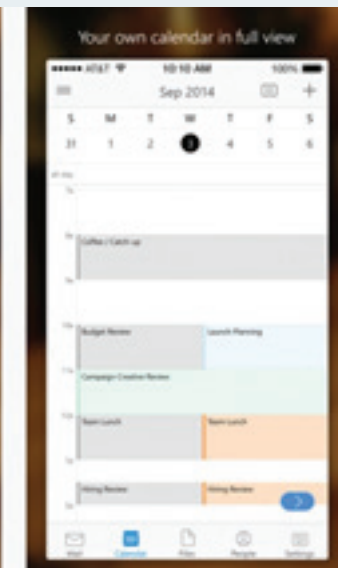 Your own calendar in full view
AT&T 10:10 AM 100%
Sep 2014
S M T W T F S
31 1 2 3 4 5 6
Coffee / Catch up
Budget Review Launch Planning
Campaign Creative Review
Team Lunch Team Lunch
Hiring Review Hiring Review
Mail Calendar Files People Settings